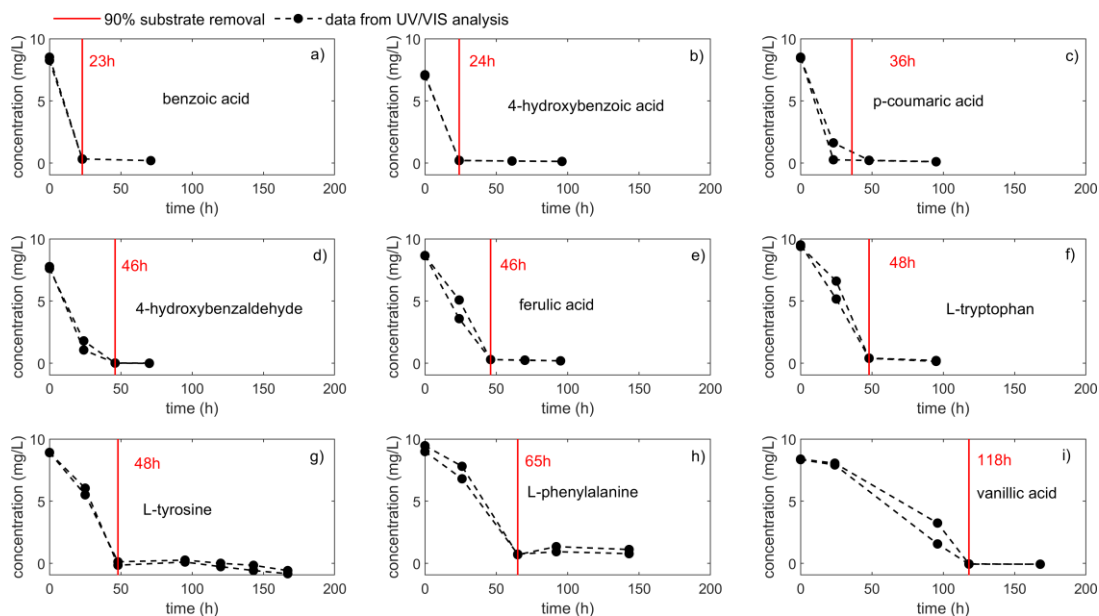 90% substrate removal data from UV/VIS analysis
concentration (mg/L)
10
5
0
23h
a)
benzoic acid
0 50 100 150 200
time (h)
concentration (mg/L)
10
5
0
24h
b)
4-hydroxybenzoic acid
0 50 100 150 200
time (h)
concentration (mg/L)
10
5
0
36h
c)
p-coumaric acid
0 50 100 150 200
time (h)
concentration (mg/L)
10
5
0
46h
d)
4-hydroxybenzaldehyde
0 50 100 150 200
time (h)
concentration (mg/L)
10
5
0
46h
e)
ferulic acid
0 50 100 150 200
time (h)
concentration (mg/L)
10
5
0
48h
f)
L-tryptophan
0 50 100 150 200
time (h)
concentration (mg/L)
10
5
0
48h
g)
L-tyrosine
0 50 100 150 200
time (h)
concentration (mg/L)
10
5
0
65h
h)
L-phenylalanine
0 50 100 150 200
time (h)
concentration (mg/L)
10
5
0
118h
i)
vanillic acid
0 50 100 150 200
time (h)